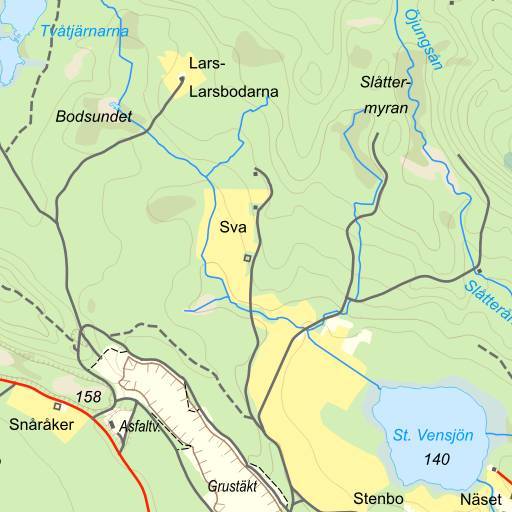 Tvåtjärnarna
Öjungsån
Lars-
Larsbodarna
Slåtter-
myran
Bodsundet
Sva
Slåtterån
158
Snåråker
Asfaltv.
St. Vensjön
140
Grustäkt
Stenbo
Näset